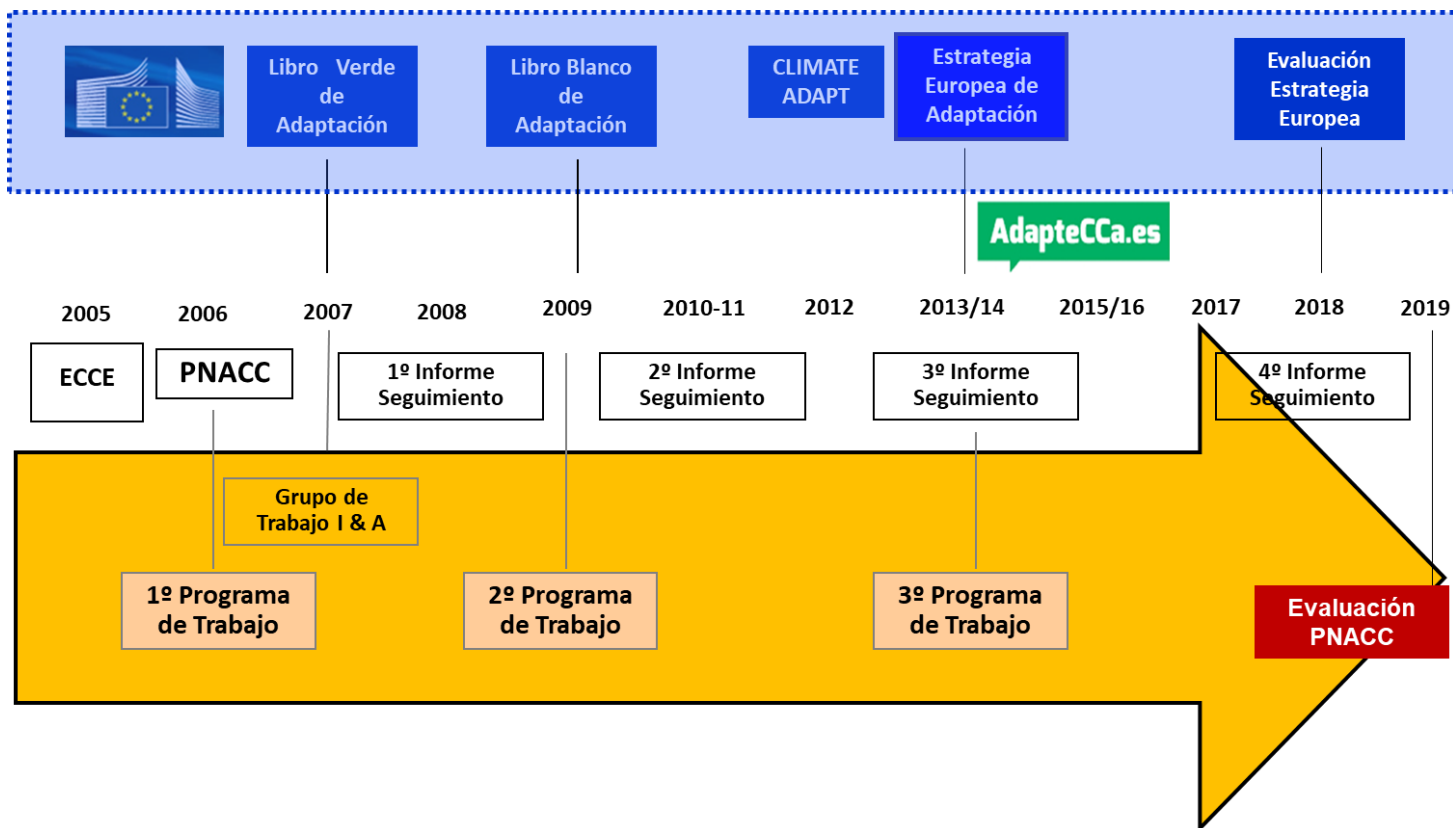 Libro Verde
de
Adaptación
Libro Blanco
de
Adaptación
CLIMATE
ADAPT
Estrategia
Europea de
Adaptación
Evaluación
Estrategia
Europea
AdapteCCa.es
2005
2006
2007
2008
2009
2010-11
2012
2013/14
2015/16
2017
2018
2019
ECCE
PNACC
1º Informe
Seguimiento
2º Informe
Seguimiento
3º Informe
Seguimiento
4º Informe
Seguimiento
Grupo de
Trabajo I & A
1º Programa
de Trabajo
2º Programa
de Trabajo
3º Programa
de Trabajo
Evaluación
PNACC